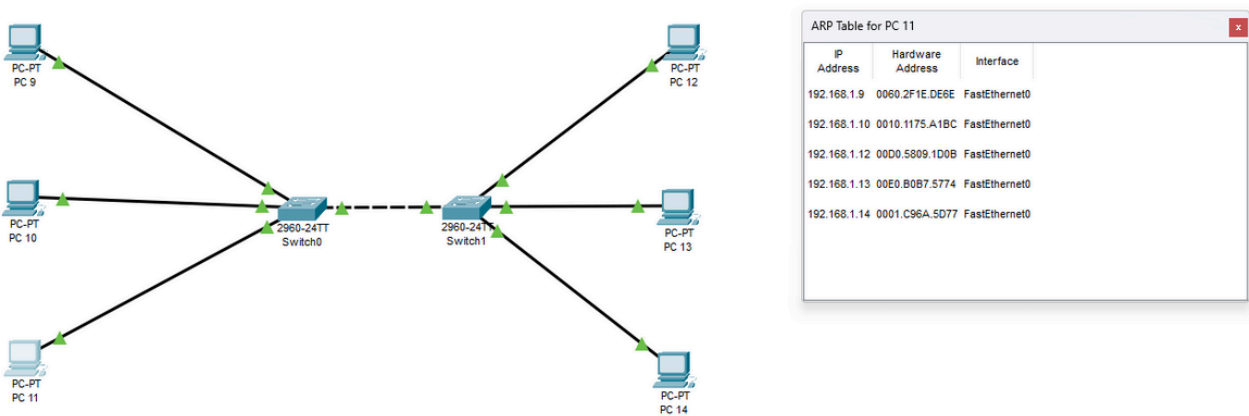 PC-PT
PC 9
PC-PT
PC 10
PC-PT
PC 11
2960-24TT
Switch0
2960-24TT
Switch1
PC-PT
PC 12
PC-PT
PC 13
PC-PT
PC 14
ARP Table for PC 11
x
IP Address Hardware Address Interface
192.168.1.9 0060.2F1E.DE6E FastEthernet0
192.168.1.10 0010.1175.A1BC FastEthernet0
192.168.1.12 00D0.5809.1D0B FastEthernet0
192.168.1.13 00E0.B0B7.5774 FastEthernet0
192.168.1.14 0001.C96A.5D77 FastEthernet0